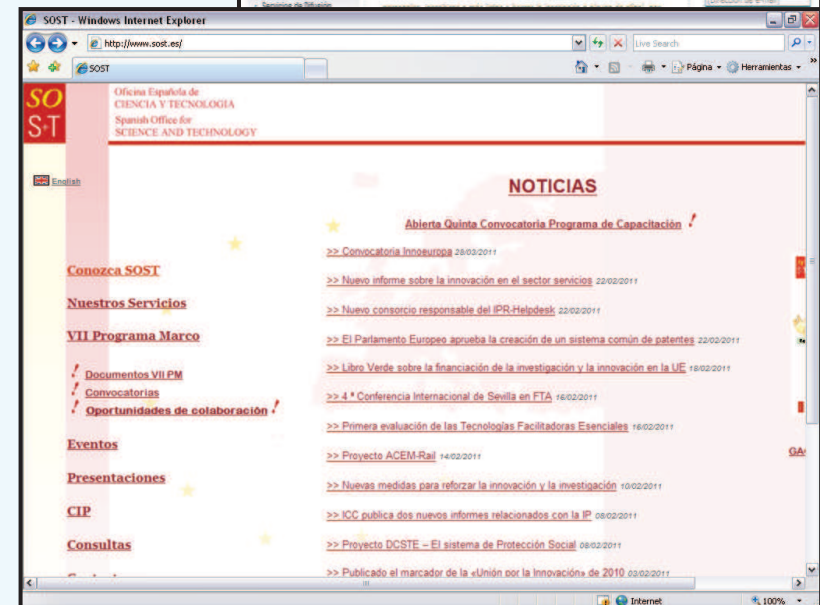 Servicios de Difusión
SOST - Windows Internet Explorer
http://www.sost.es/
Live Search
SOST
Página
Herramientas
»
SO
S+T
Oficina Española de
CIENCIA Y TECNOLOGIA
Spanish Office for
SCIENCE AND TECHNOLOGY
English
NOTICIAS
Abierta Quinta Convocatoria Programa de Capacitación !
>> Convocatoria Innoeuropa 28/03/2011
Conozca SOST
>> Nuevo informe sobre la innovación en el sector servicios 22/02/2011
Nuestros Servicios
>> Nuevo consorcio responsable del IPR-Helpdesk 22/02/2011
VII Programa Marco
>> El Parlamento Europeo aprueba la creación de un sistema común de patentes 22/02/2011
>> Libro Verde sobre la financiación de la investigación y la innovación en la UE 18/02/2011
! Documentos VII PM
! Convocatorias
>> 4 ª Conferencia Internacional de Sevilla en FTA 16/02/2011
! Oportunidades de colaboración !
>> Primera evaluación de las Tecnologías Facilitadoras Esenciales 16/02/2011
Eventos
>> Proyecto ACEM-Rail 14/02/2011
GA
Presentaciones
>> Nuevas medidas para reforzar la innovación y la investigación 10/02/2011
CIP
>> ICC publica dos nuevos informes relacionados con la IP 08/02/2011
Consultas
>> Proyecto DCSTE – El sistema de Protección Social 08/02/2011
>> Publicado el marcador de la «Unión por la Innovación» de 2010 03/02/2011
Internet
100%